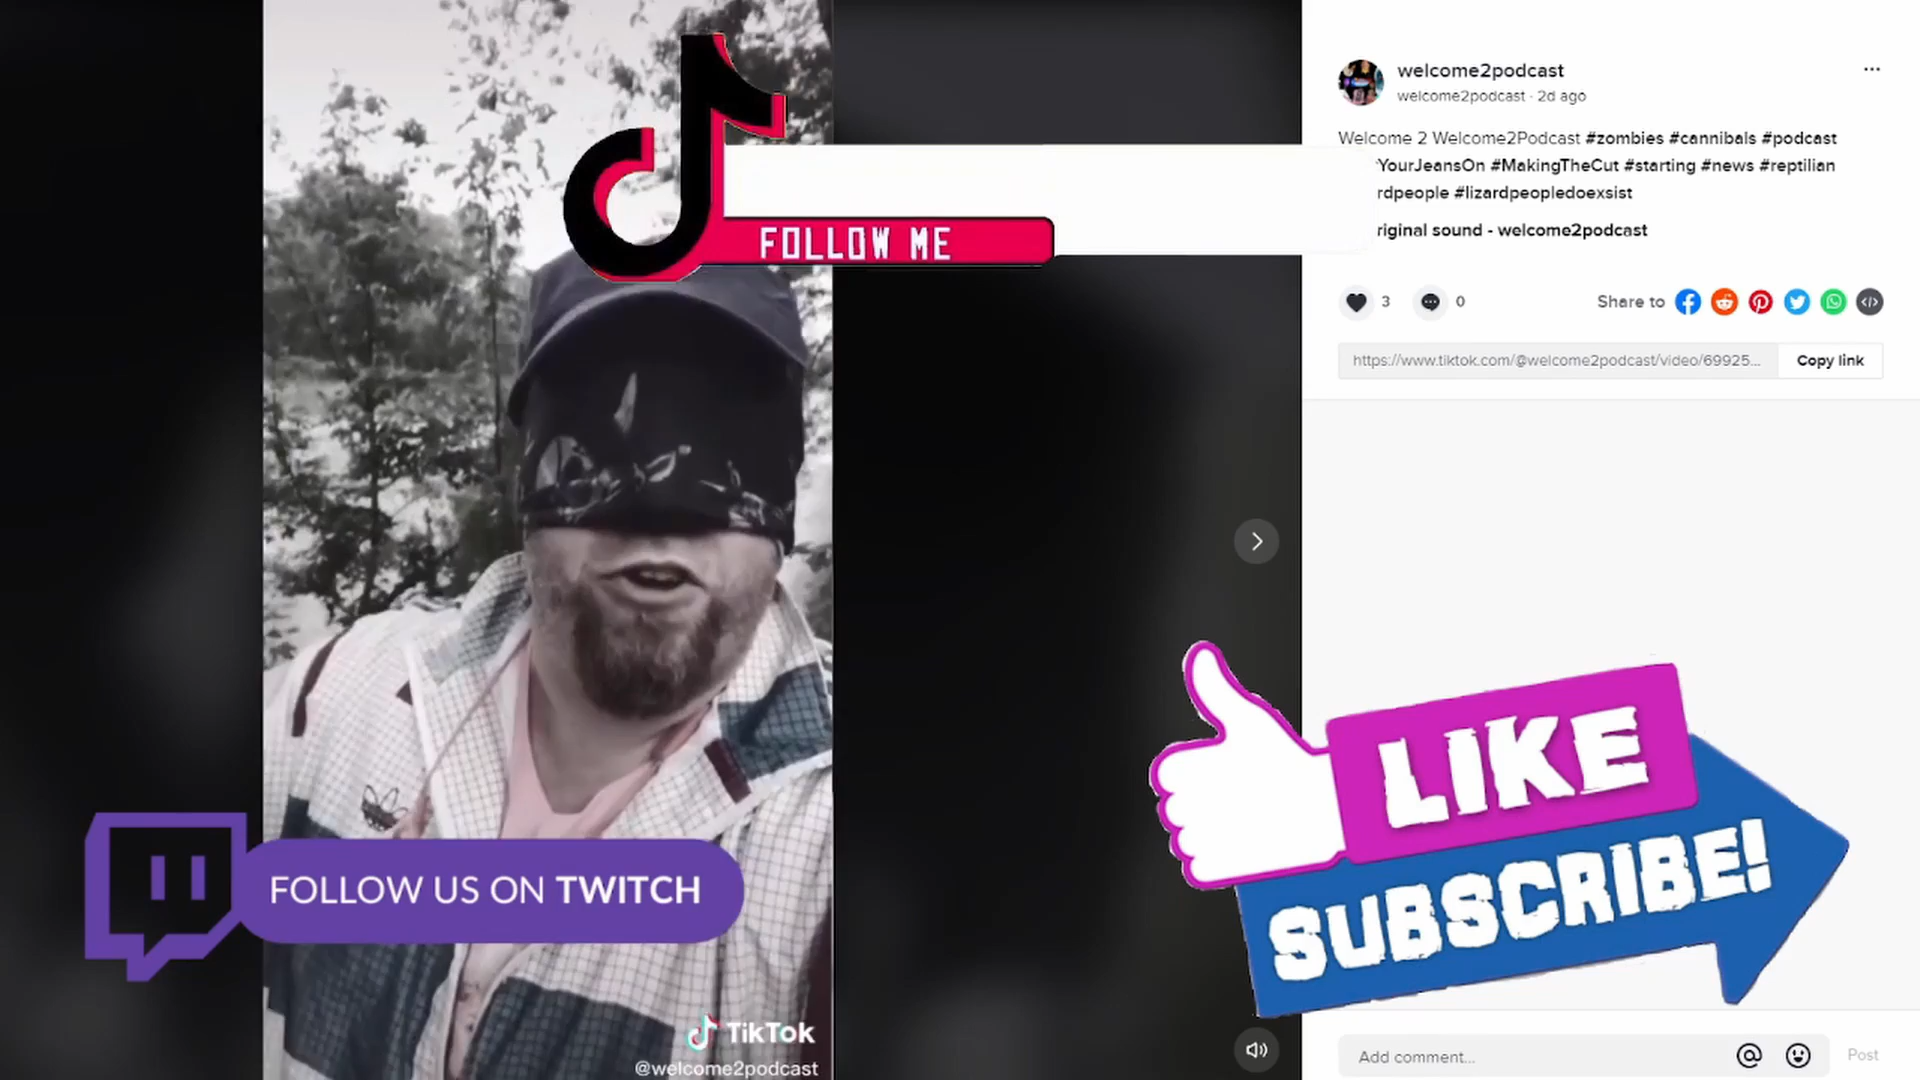 FOLLOW ME
FOLLOW US ON TWITCH
TikTok
@welcome2podcast
welcome2podcast
welcome2podcast · 2d ago
Welcome 2 Welcome2Podcast #zombies #cannibals #podcast
YourJeansOn #MakingTheCut #starting #news #reptilian
rdpeople #lizardpeopledoexsist
riginal sound - welcome2podcast
3
0
Share to
https://www.tiktok.com/@welcome2podcast/video/69925...
Copy link
LIKE
SUBSCRIBE!
Add comment...
Post